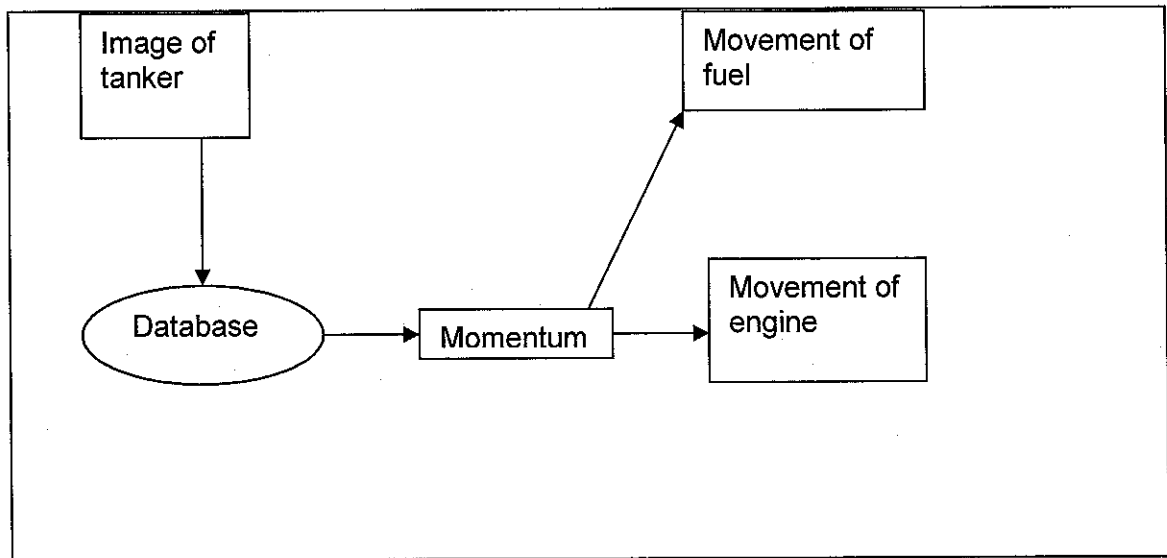 Image of
tanker
Movement of
fuel
Database
Momentum
Movement of
engine